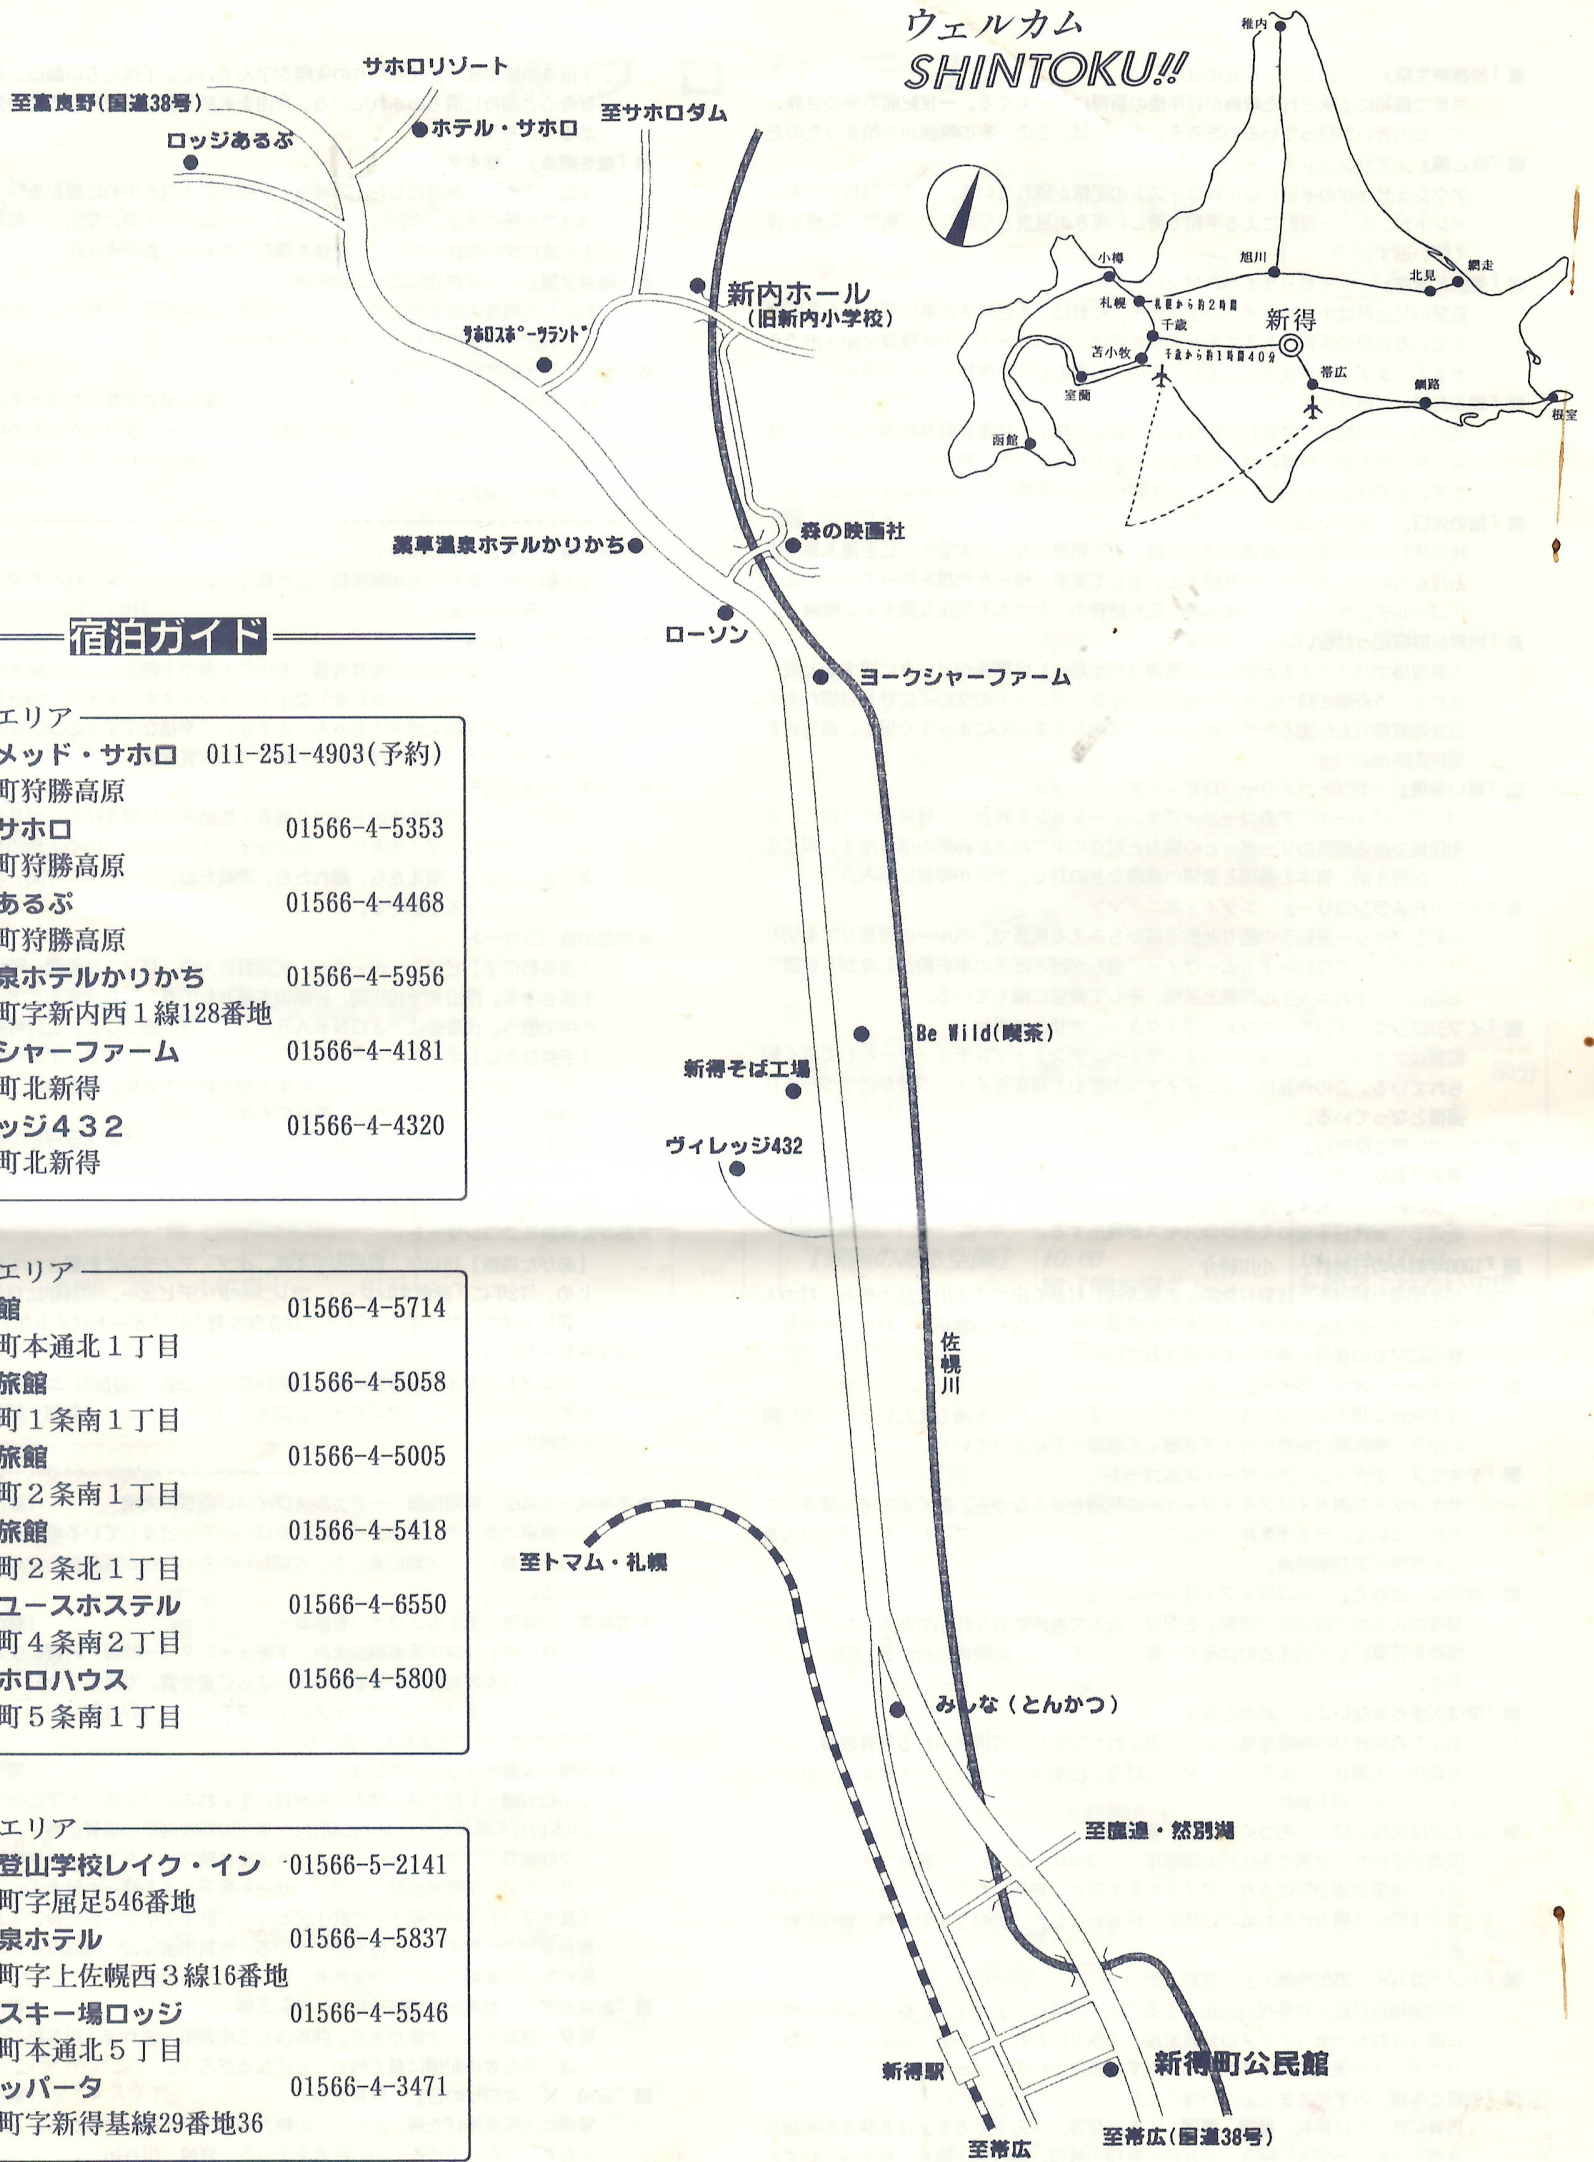 ウェルカム
SHINTOKU!!
稚内
小樽
旭川
北見
網走
札幌
札幌から約2時間
千歳
新得
苫小牧
千歳から約1時間40分
帯広
室蘭
釧路
根室
函館
サホロリゾート
至富良野(国道38号)
ホテル・サホロ
至サホロダム
ロッジあるぷ
新内ホール
(旧新内小学校)
サホロスポーツランド
森の映画社
薬草温泉ホテルかりかち
ローソン
ヨークシャーファーム
Be Wild(喫茶)
新得そば工場
ヴィレッジ432
佐幌川
至トマム・札幌
みしな(とんかつ)
至鹿追・然別湖
新得駅
新得町公民館
至帯広
至帯広(国道38号)
宿泊ガイド
エリア
メッド・サホロ 011-251-4903(予約)
町狩勝高原
サホロ 01566-4-5353
町狩勝高原
あるぷ 01566-4-4468
町狩勝高原
泉ホテルかりかち 01566-4-5956
町字新内西1線128番地
シャーファーム 01566-4-4181
町北新得
ッジ432 01566-4-4320
町北新得
エリア
館 01566-4-5714
町本通北1丁目
旅館 01566-4-5058
町1条南1丁目
旅館 01566-4-5005
町2条南1丁目
旅館 01566-4-5418
町2条北1丁目
ユースホステル 01566-4-6550
町4条南2丁目
ホロハウス 01566-4-5800
町5条南1丁目
エリア
登山学校レイク・イン 01566-5-2141
町字屈足546番地
泉ホテル 01566-4-5837
町字上佐幌西3線16番地
スキー場ロッジ 01566-4-5546
町本通北5丁目
ッパータ 01566-4-3471
町字新得基線29番地36